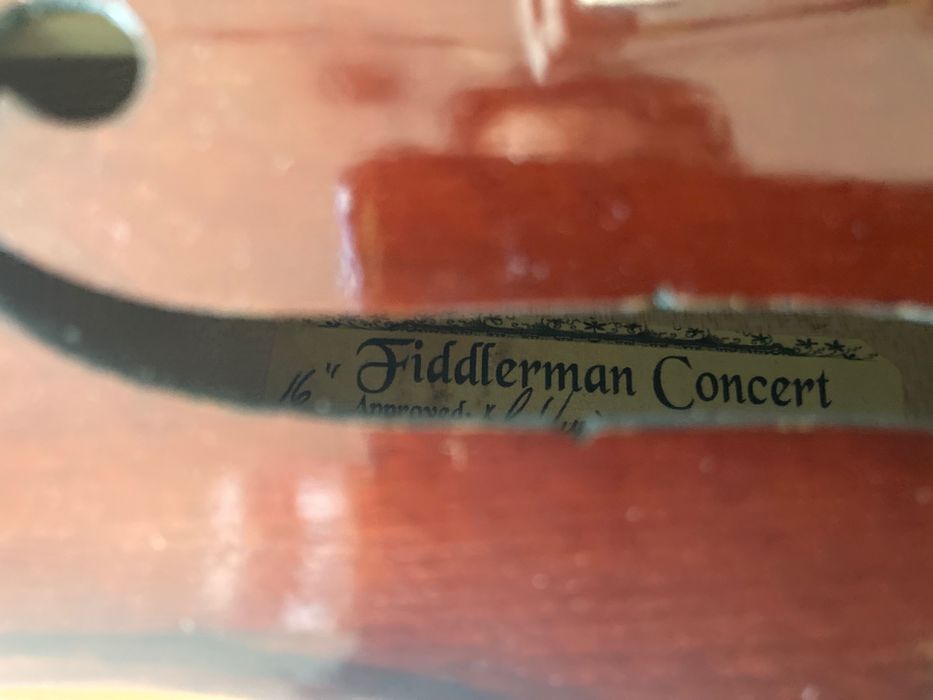 16" Fiddlerman Concert
Approved: